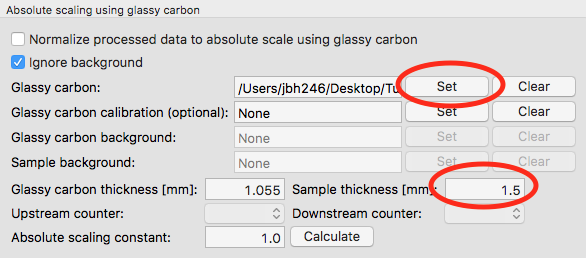 Absolute scaling using glassy carbon
Normalize processed data to absolute scale using glassy carbon
Ignore background
Glassy carbon: /Users/jbh246/Desktop/Tu Set Clear
Glassy carbon calibration (optional): None Set Clear
Glassy carbon background: None Set Clear
Sample background: None Set Clear
Glassy carbon thickness [mm]: 1.055 Sample thickness [mm]: 1.5
Upstream counter: Downstream counter:
Absolute scaling constant: 1.0 Calculate